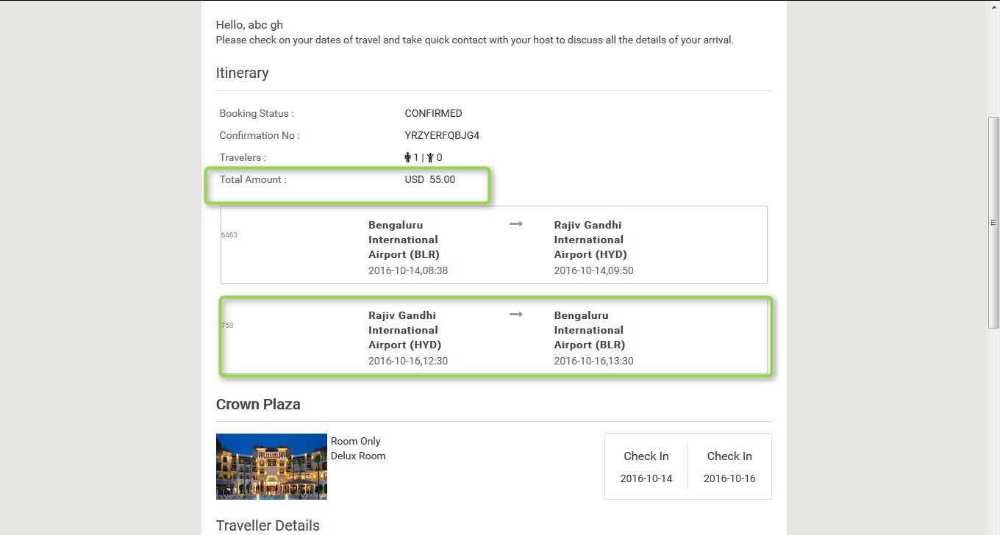 Hello, abc gh
Please check on your dates of travel and take quick contact with your host to discuss all the details of your arrival.
Itinerary
Booking Status : CONFIRMED
Confirmation No : YRZYERFQBJG4
Travelers : 1 | 0
Total Amount : USD 55.00
6463
Bengaluru
International
Airport (BLR)
2016-10-14,08:38
Rajiv Gandhi
International
Airport (HYD)
2016-10-14,09:50
753
Rajiv Gandhi
International
Airport (HYD)
2016-10-16,12:30
Bengaluru
International
Airport (BLR)
2016-10-16,13:30
Crown Plaza
Room Only
Delux Room
Check In
2016-10-14
Check In
2016-10-16
Traveller Details